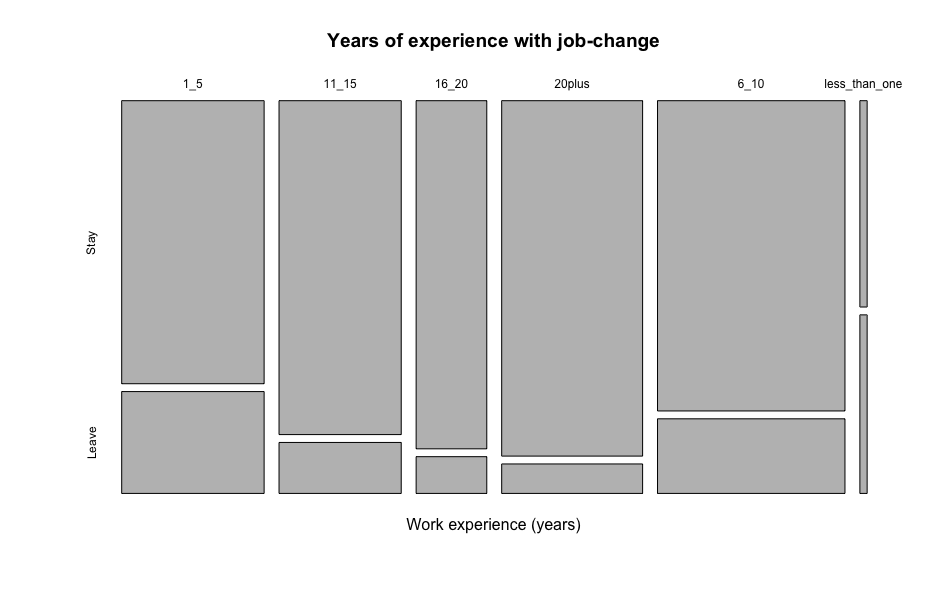 Years of experience with job-change
1_5 11_15 16_20 20plus 6_10 less_than_one
Stay
Leave
Work experience (years)